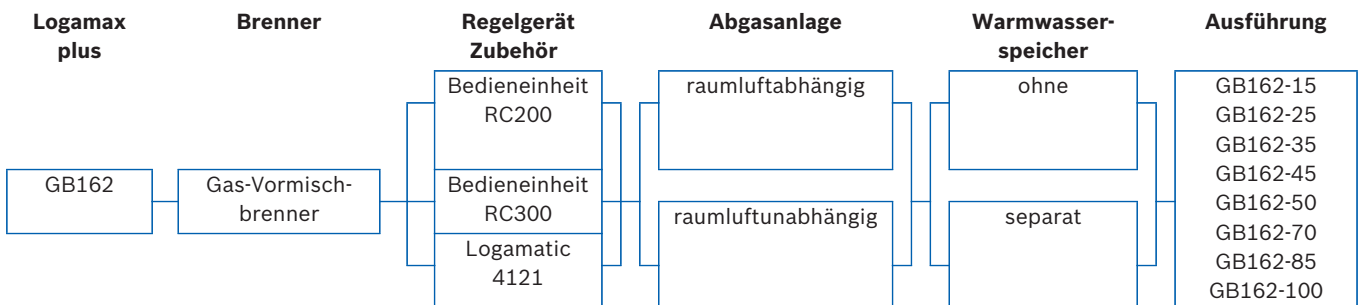 Logamax
plus
Brenner
Regelgerät
Zubehör
Abgasanlage
Warmwasser-
speicher
Ausführung
GB162
Gas-Vormisch-
brenner
Bedieneinheit
RC200
Bedieneinheit
RC300
Logamatic
4121
raumluftabhängig
raumluftunabhängig
ohne
separat
GB162-15
GB162-25
GB162-35
GB162-45
GB162-50
GB162-70
GB162-85
GB162-100